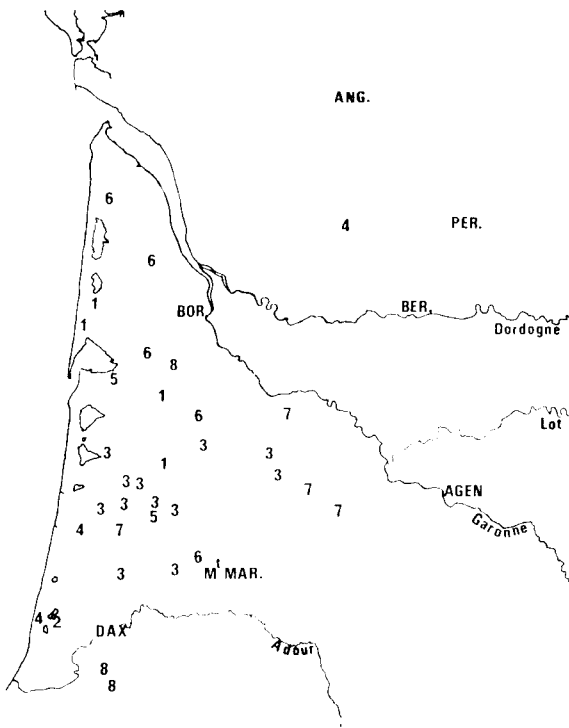 ANG.
6
4 PER.
6
1 BOR. BER.
1 Dordogne
6
8
5
1
7
6 Lot
3
3 3
1 3
3 3 7 AGEN
3 3 3
3 5 3 7
4 7 Garonne
6
3 3 Mt MAR.
4 2 DAX
Adour
8
8